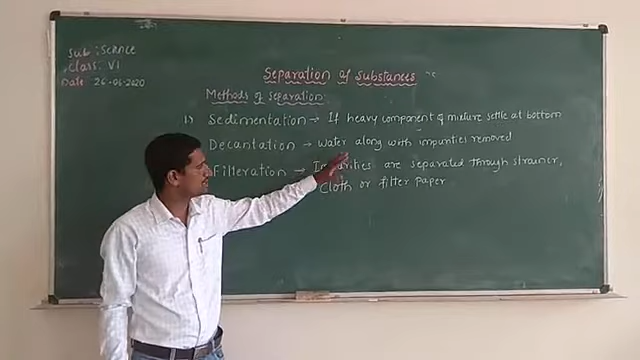 Sub : Science
Class : VI
Date : 26-06-2020
Separation of Substances
Methods of Separation
1) Sedimentation → If heavy component of mixture settle at bottom
Decantation → Water along with impurities removed
Filteration → Impurities are separated through strainer,
Cloth or filter paper